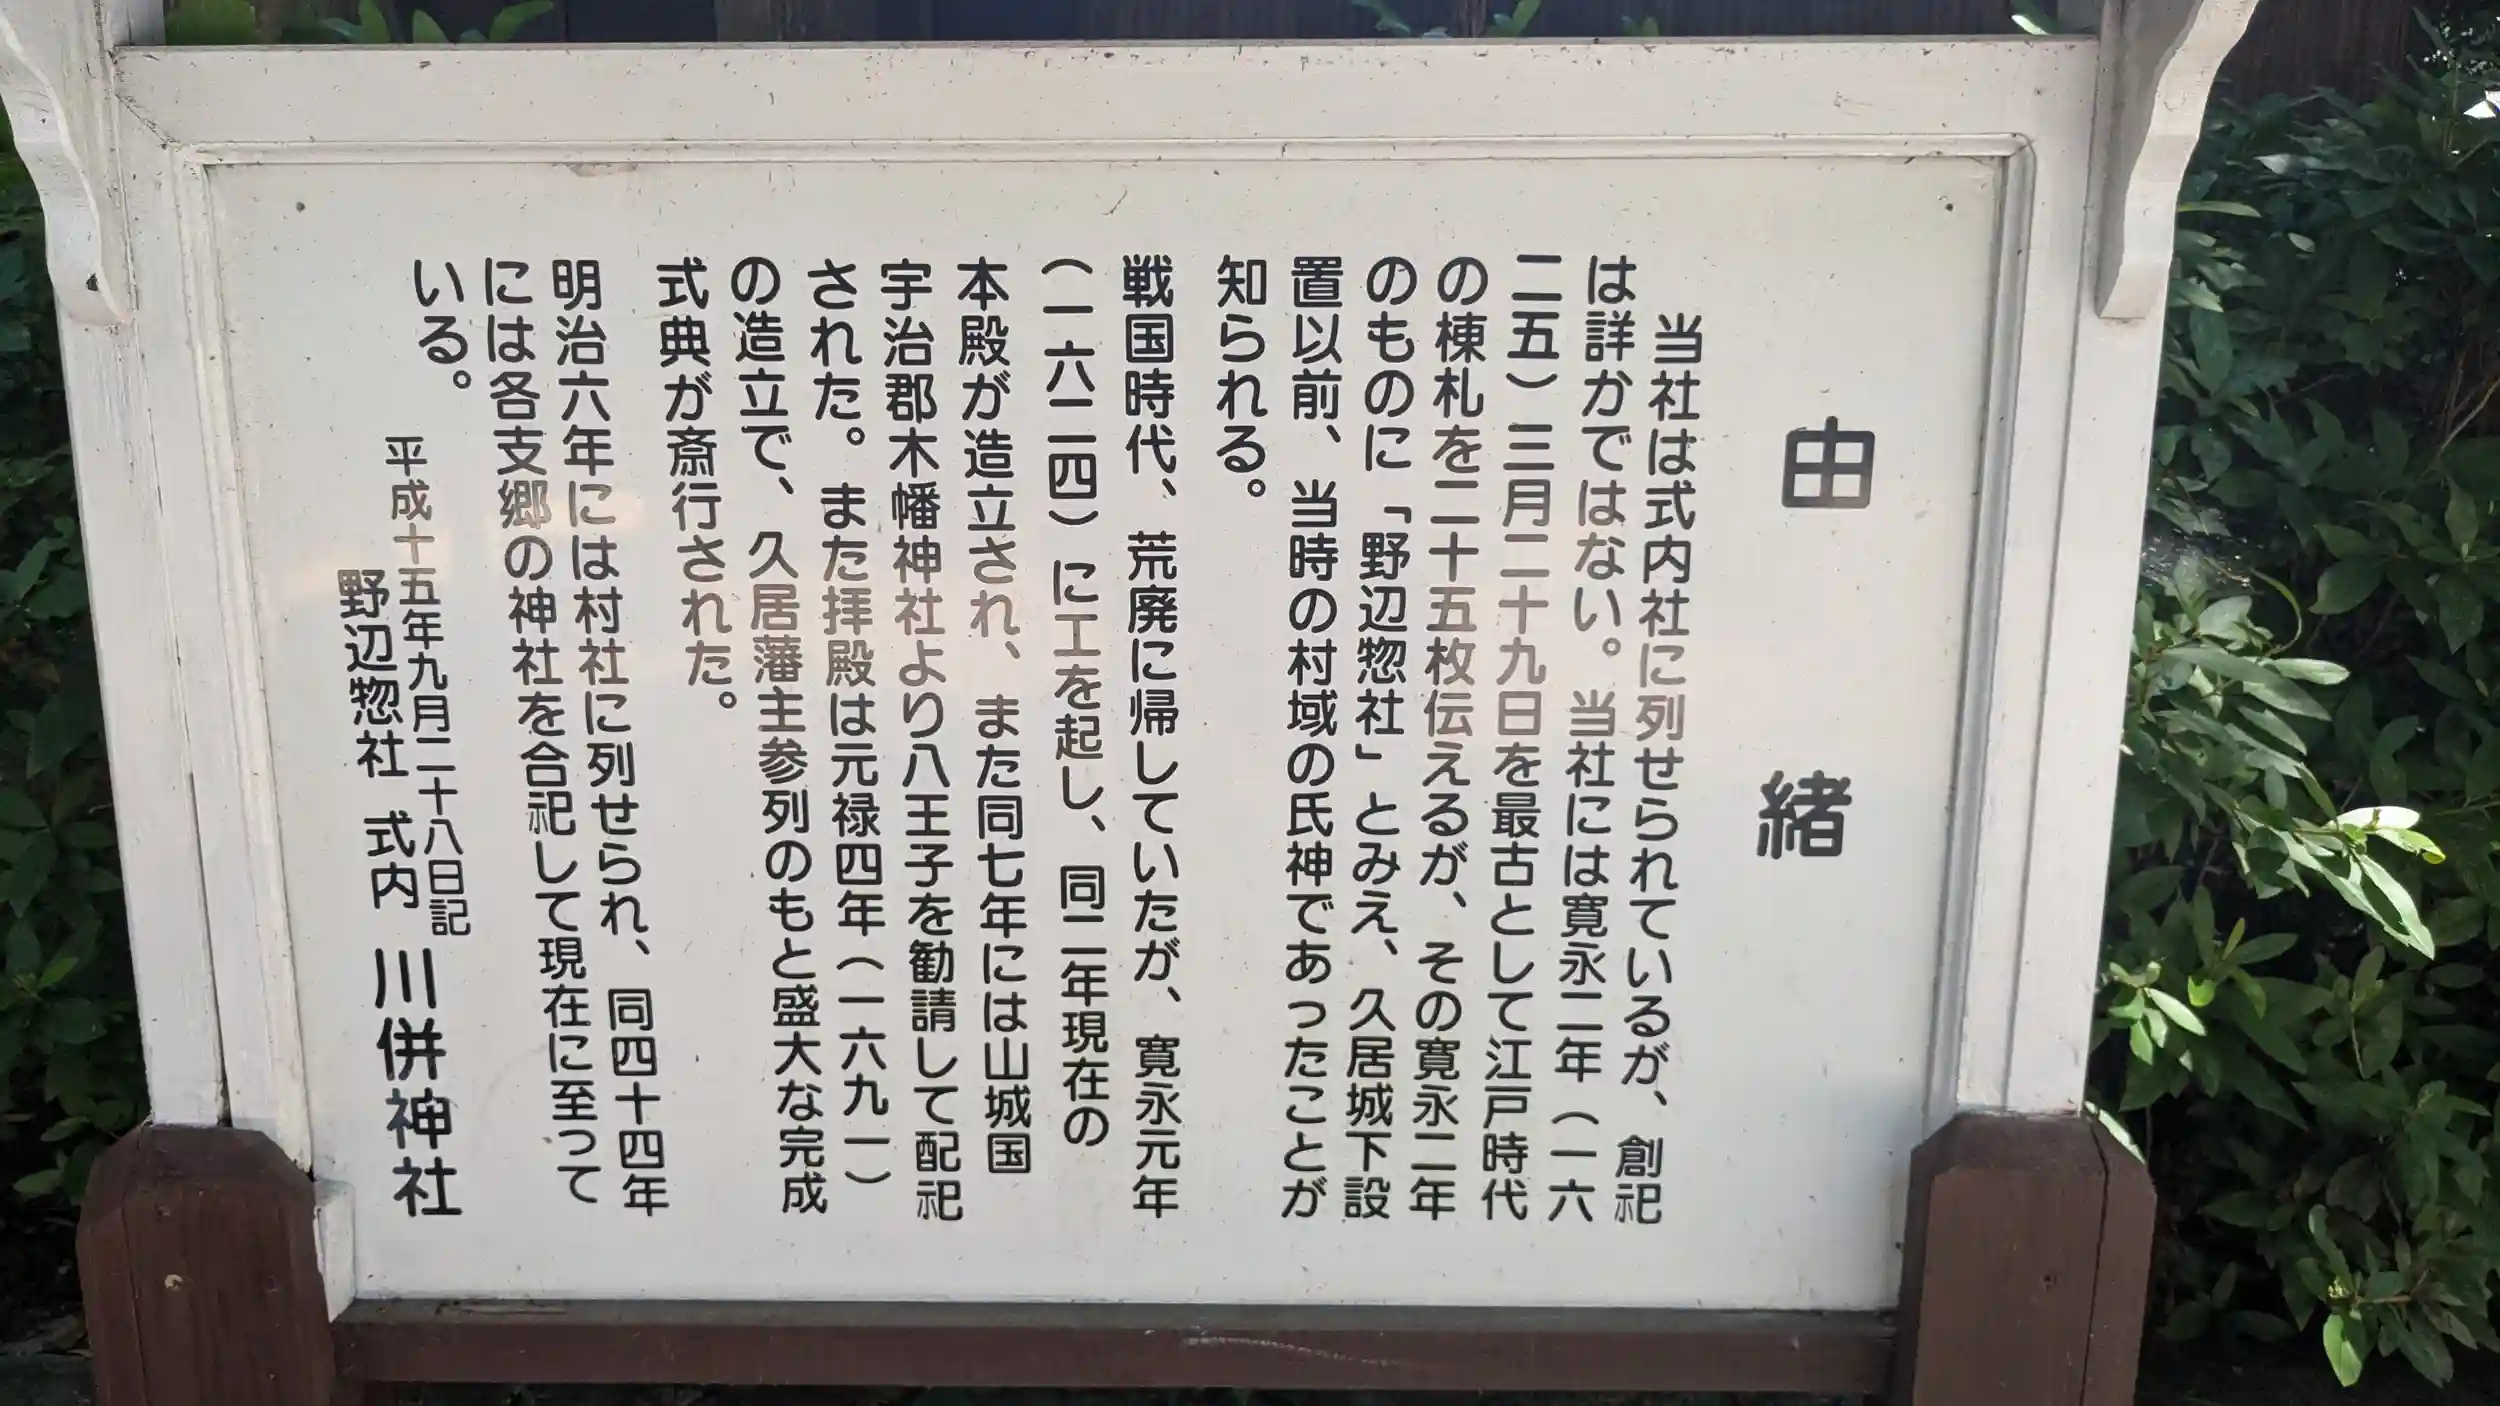 由緒
当社は式内社に列せられているが、創祀
は詳かではない。当社には寛永二年（一六
二五）三月二十九日を最古として江戸時代
の棟札を二十五枚伝えるが、その寛永二年
のものに「野辺惣社」とみえ、久居城下設
置以前、当時の村域の氏神であったことが
知られる。
戦国時代、荒廃に帰していたが、寛永元年
（一六二四）に工を起し、同二年現在の
本殿が造立され、また同七年には山城国
宇治郡木幡神社より八王子を勧請して配祀
された。また拝殿は元禄四年（一六九一）
の造立で、久居藩主参列のもと盛大な完成
式典が斎行された。
明治六年には村社に列せられ、同四十四年
には各支郷の神社を合祀して現在に至って
いる。
平成十五年九月二十八日記
野辺惣社 式内 川併神社